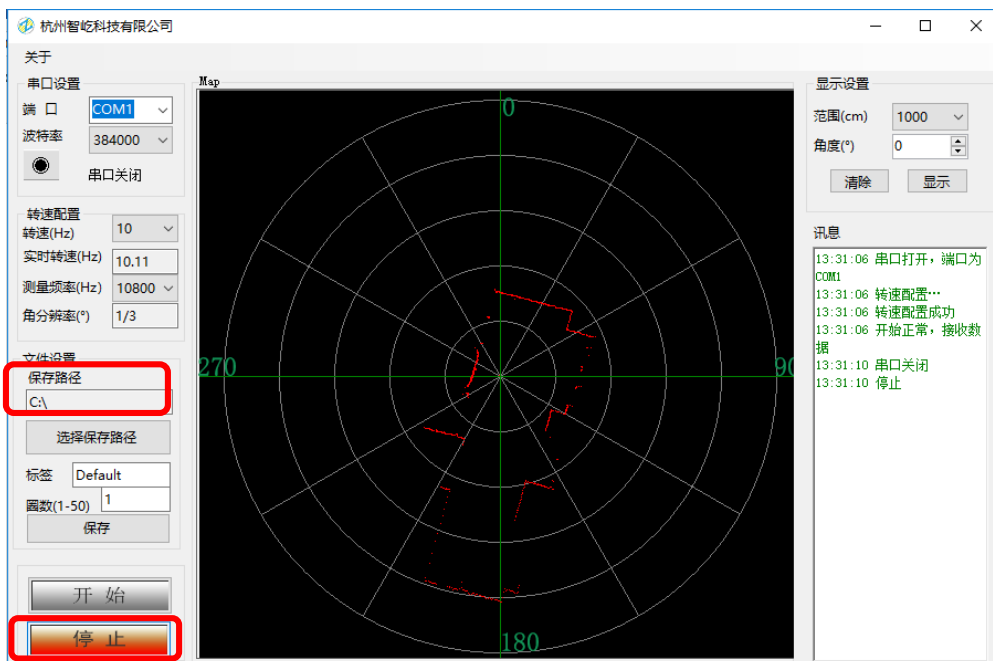 杭州智屹科技有限公司
关于
串口设置
端 口
COM1
波特率
384000
串口关闭
转速配置
转速(Hz)
10
实时转速(Hz)
10.11
测量频率(Hz)
10800
角分辨率(°)
1/3
文件设置
保存路径
C:\
选择保存路径
标签
Default
圈数(1-50)
1
保存
开 始
停 止
Map
0
270
90
180
显示设置
范围(cm)
1000
角度(°)
0
清除
显示
讯息
13:31:06 串口打开，端口为
COM1
13:31:06 转速配置…
13:31:06 转速配置成功
13:31:06 开始正常，接收数
据
13:31:10 串口关闭
13:31:10 停止